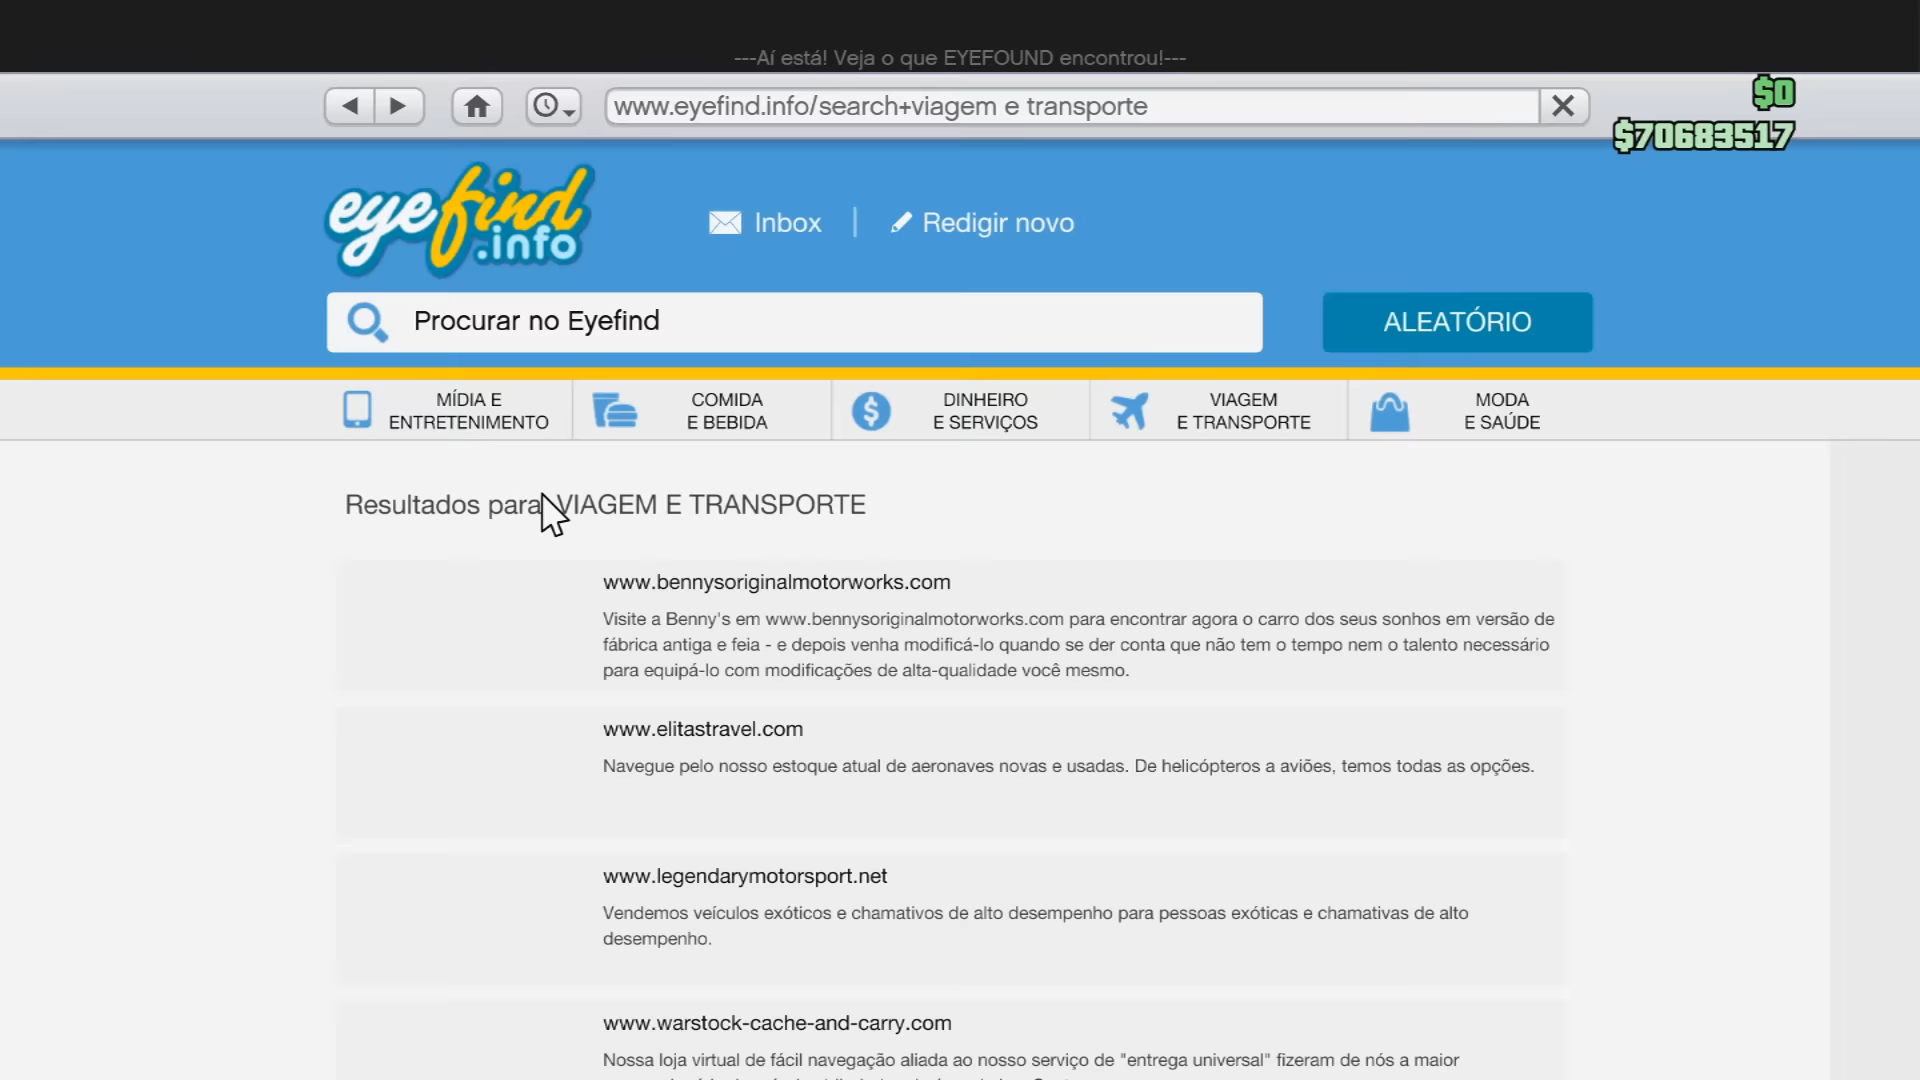 ---Aí está! Veja o que EYEFOUND encontrou!---
www.eyefind.info/search+viagem e transporte
$0
$70683517
eyefind
.info
Inbox
Redigir novo
Procurar no Eyefind
ALEATÓRIO
MÍDIA E
ENTRETENIMENTO
COMIDA
E BEBIDA
DINHEIRO
E SERVIÇOS
VIAGEM
E TRANSPORTE
MODA
E SAÚDE
Resultados para VIAGEM E TRANSPORTE
www.bennysoriginalmotorworks.com
Visite a Benny's em www.bennysoriginalmotorworks.com para encontrar agora o carro dos seus sonhos em versão de
fábrica antiga e feia - e depois venha modificá-lo quando se der conta que não tem o tempo nem o talento necessário
para equipá-lo com modificações de alta-qualidade você mesmo.
www.elitastravel.com
Navegue pelo nosso estoque atual de aeronaves novas e usadas. De helicópteros a aviões, temos todas as opções.
www.legendarymotorsport.net
Vendemos veículos exóticos e chamativos de alto desempenho para pessoas exóticas e chamativas de alto
desempenho.
www.warstock-cache-and-carry.com
Nossa loja virtual de fácil navegação aliada ao nosso serviço de "entrega universal" fizeram de nós a maior